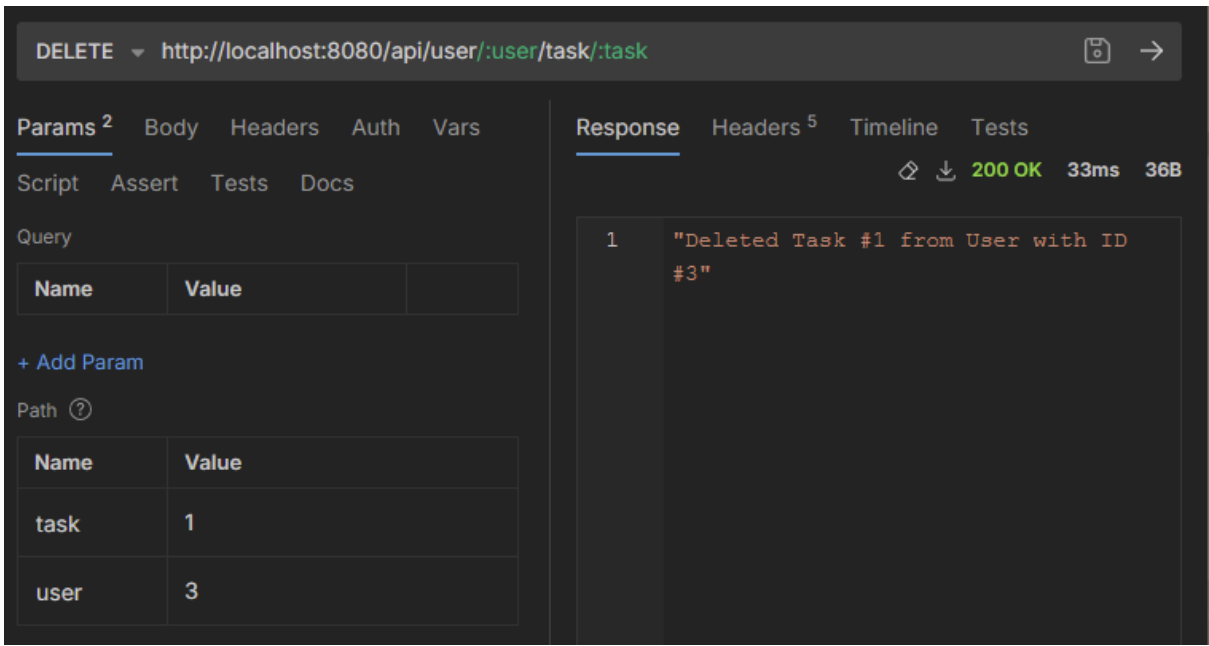 DELETE http://localhost:8080/api/user/:user/task/:task
Params 2 Body Headers Auth Vars
Script Assert Tests Docs
Query
Name Value
+ Add Param
Path ?
Name Value
task 1
user 3
Response Headers 5 Timeline Tests
200 OK 33ms 36B
1 "Deleted Task #1 from User with ID
#3"